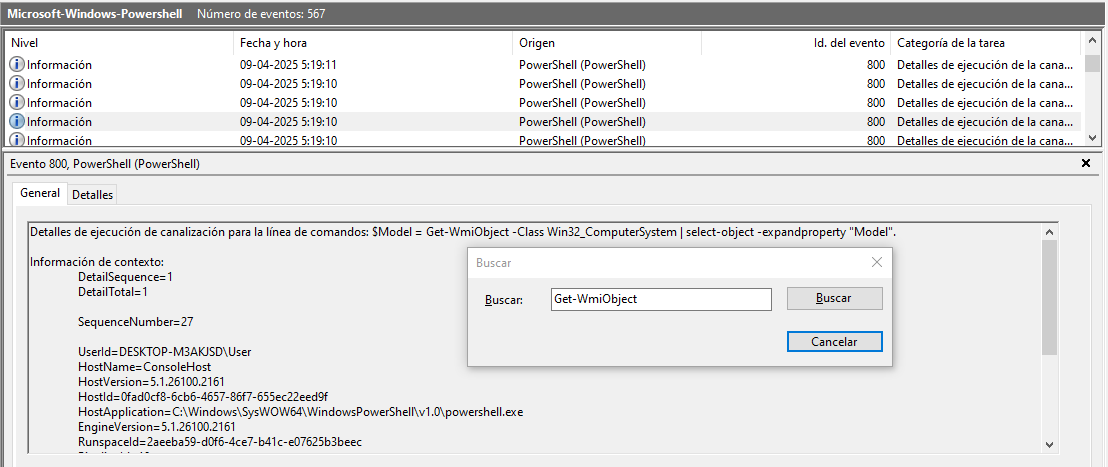 Microsoft-Windows-Powershell Número de eventos: 567
Nivel Fecha y hora Origen Id. del evento Categoría de la tarea
Información 09-04-2025 5:19:11 PowerShell (PowerShell) 800 Detalles de ejecución de la cana...
Información 09-04-2025 5:19:10 PowerShell (PowerShell) 800 Detalles de ejecución de la cana...
Información 09-04-2025 5:19:10 PowerShell (PowerShell) 800 Detalles de ejecución de la cana...
Información 09-04-2025 5:19:10 PowerShell (PowerShell) 800 Detalles de ejecución de la cana...
Información 09-04-2025 5:19:10 PowerShell (PowerShell) 800 Detalles de ejecución de la cana...
Evento 800, PowerShell (PowerShell)
General Detalles
Detalles de ejecución de canalización para la línea de comandos: $Model = Get-WmiObject -Class Win32_ComputerSystem | select-object -expandproperty "Model".
Información de contexto:
DetailSequence=1
DetailTotal=1
SequenceNumber=27
UserId=DESKTOP-M3AKJSD\User
HostName=ConsoleHost
HostVersion=5.1.26100.2161
HostId=0fad0cf8-6cb6-4657-86f7-655ec22eed9f
HostApplication=C:\Windows\SysWOW64\WindowsPowerShell\v1.0\powershell.exe
EngineVersion=5.1.26100.2161
RunspaceId=2aeeba59-d0f6-4ce7-b41c-e07625b3beec
Buscar
Buscar: Get-WmiObject Buscar
Cancelar